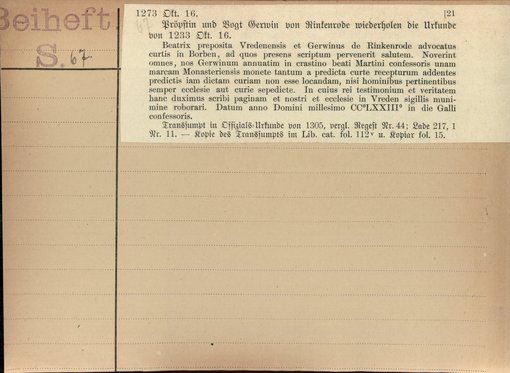 Beiheft
S. 67
1273 Okt. 16. [21
Pröpstin und Vogt Gerwin von Rinkenrode wiederholen die Urkunde
von 1233 Okt. 16.
Beatrix preposita Vredenensis et Gerwinus de Rinkenrode advocatus
curtis in Borben, ad quos presens scriptum pervenerit salutem. Noverint
omnes, nos Gerwinum annuatim in crastino beati Martini confessoris unam
marcam Monasteriensis monete tantum a predicta curte recepturum addentes
predictis iam dictam curiam non esse locandam, nisi hominibus pertinentibus
semper ecclesie aut curie sepedicte. In cuius rei testimonium et veritatem
hanc duximus scribi paginam et nostri et ecclesie in Vreden sigillis muni-
mine roborari. Datum anno Domini millesimo CC°LXXIII° in die Galli
confessoris.
Transsumpt in Offizials-Urkunde von 1305, vergl. Regest Nr. 44; Lade 217, 1
Nr. 11. — Kopie des Transsumpts im Lib. cat. fol. 112v u. Kopiar fol. 15.